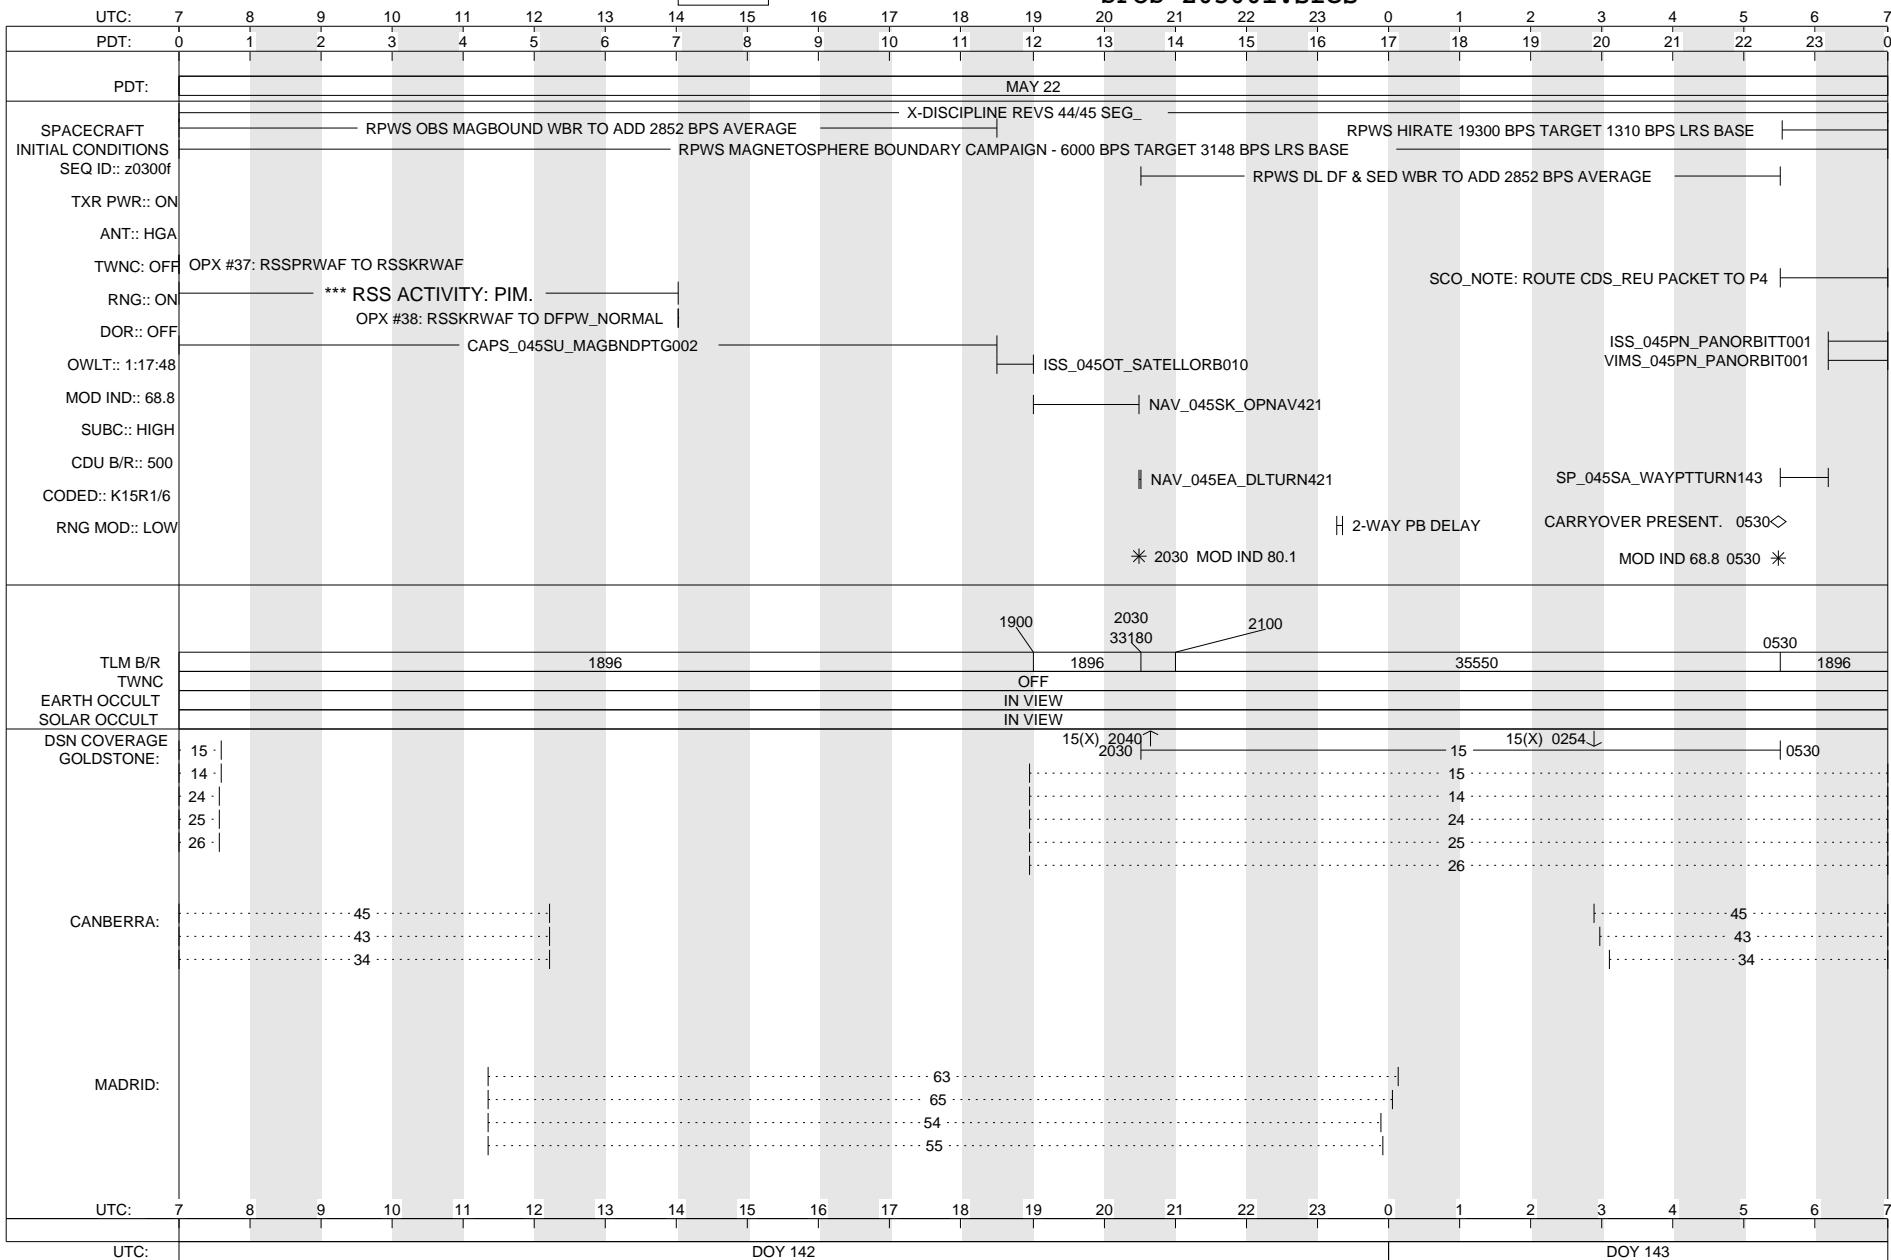 UTC: 7 8 9 10 11 12 13 14 15 16 17 18 19 20 21 22 23 0 1 2 3 4 5 6 7
PDT: 0 1 2 3 4 5 6 7 8 9 10 11 12 13 14 15 16 17 18 19 20 21 22 23 0
PDT: MAY 22
X-DISCIPLINE REVS 44/45 SEG_
SPACECRAFT RPWS OBS MAGBOUND WBR TO ADD 2852 BPS AVERAGE RPWS HIRATE 19300 BPS TARGET 1310 BPS LRS BASE
INITIAL CONDITIONS RPWS MAGNETOSPHERE BOUNDARY CAMPAIGN - 6000 BPS TARGET 3148 BPS LRS BASE
SEQ ID:: z0300f RPWS DL DF & SED WBR TO ADD 2852 BPS AVERAGE
TXR PWR:: ON
ANT:: HGA
TWNC: OFF OPX #37: RSSPRWAF TO RSSKRWAF
SCO_NOTE: ROUTE CDS_REU PACKET TO P4
RNG:: ON *** RSS ACTIVITY: PIM.
OPX #38: RSSKRWAF TO DFPW_NORMAL
DOR:: OFF
CAPS_045SU_MAGBNDPTG002 ISS_045PN_PANORBITT001
OWLT:: 1:17:48 ISS_045OT_SATELLORB010 VIMS_045PN_PANORBIT001
MOD IND:: 68.8 NAV_045SK_OPNAV421
SUBC:: HIGH
CDU B/R:: 500 NAV_045EA_DLTURN421 SP_045SA_WAYPTTURN143
CODED:: K15R1/6
RNG MOD:: LOW 2-WAY PB DELAY CARRYOVER PRESENT. 0530
2030 MOD IND 80.1 MOD IND 68.8 0530
1900 2030 2100
33180 0530
TLM B/R 1896 1896 35550 1896
TWNC OFF
EARTH OCCULT IN VIEW
SOLAR OCCULT IN VIEW
DSN COVERAGE 15(X) 2040 15(X) 0254
GOLDSTONE: 15 2030 15 0530
14 15
24 14
25 24
26 25
26
CANBERRA: 45 45
43 43
34 34
MADRID: 63
65
54
55
UTC: 7 8 9 10 11 12 13 14 15 16 17 18 19 20 21 22 23 0 1 2 3 4 5 6 7
UTC: DOY 142 DOY 143